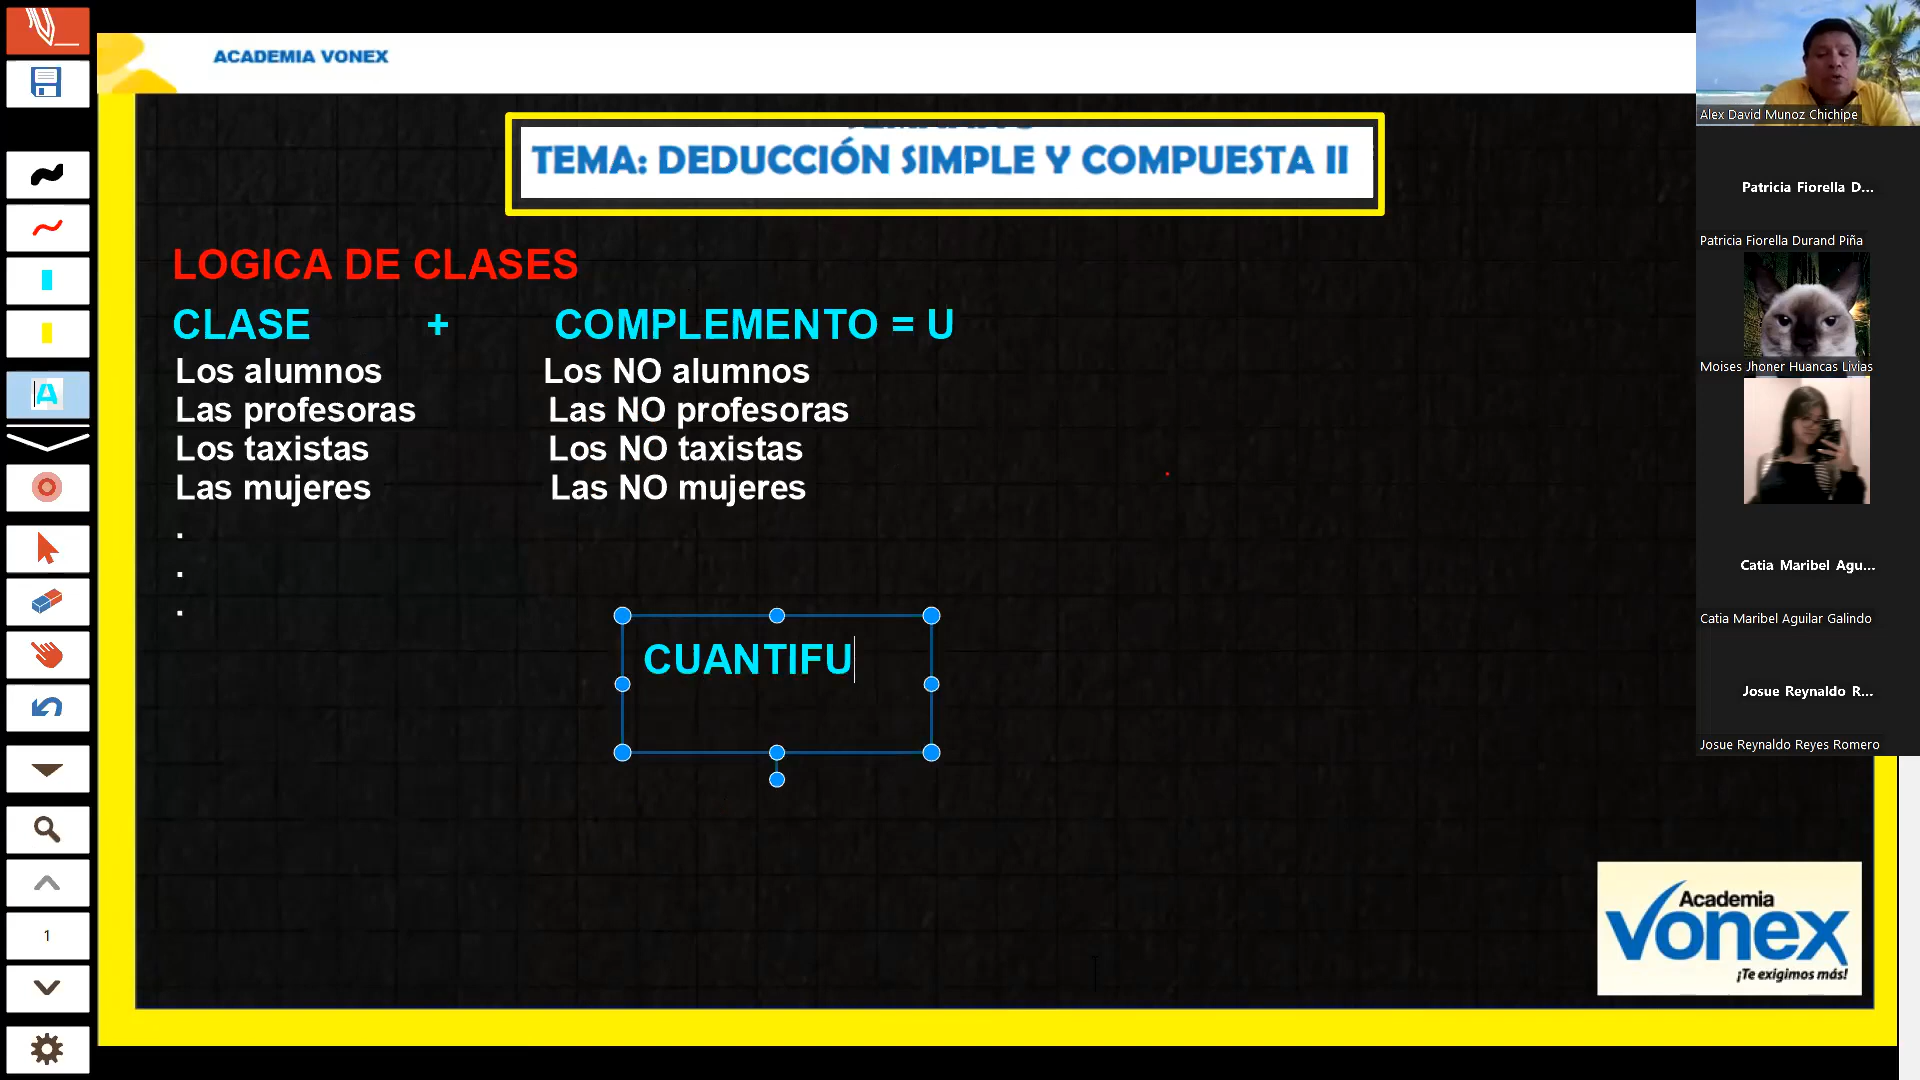 ACADEMIA VONEX
TEMA: DEDUCCIÓN SIMPLE Y COMPUESTA II
LOGICA DE CLASES
CLASE + COMPLEMENTO = U
Los alumnos Los NO alumnos
Las profesoras Las NO profesoras
Los taxistas Los NO taxistas
Las mujeres Las NO mujeres
.
.
.
CUANTIFU
A
1
Alex David Munoz Chichipe
Patricia Fiorella D...
Patricia Fiorella Durand Piña
Moises Jhoner Huancas Livias
Catia Maribel Agu...
Catia Maribel Aguilar Galindo
Josue Reynaldo R...
Josue Reynaldo Reyes Romero
Academia
vonex
¡Te exigimos más!